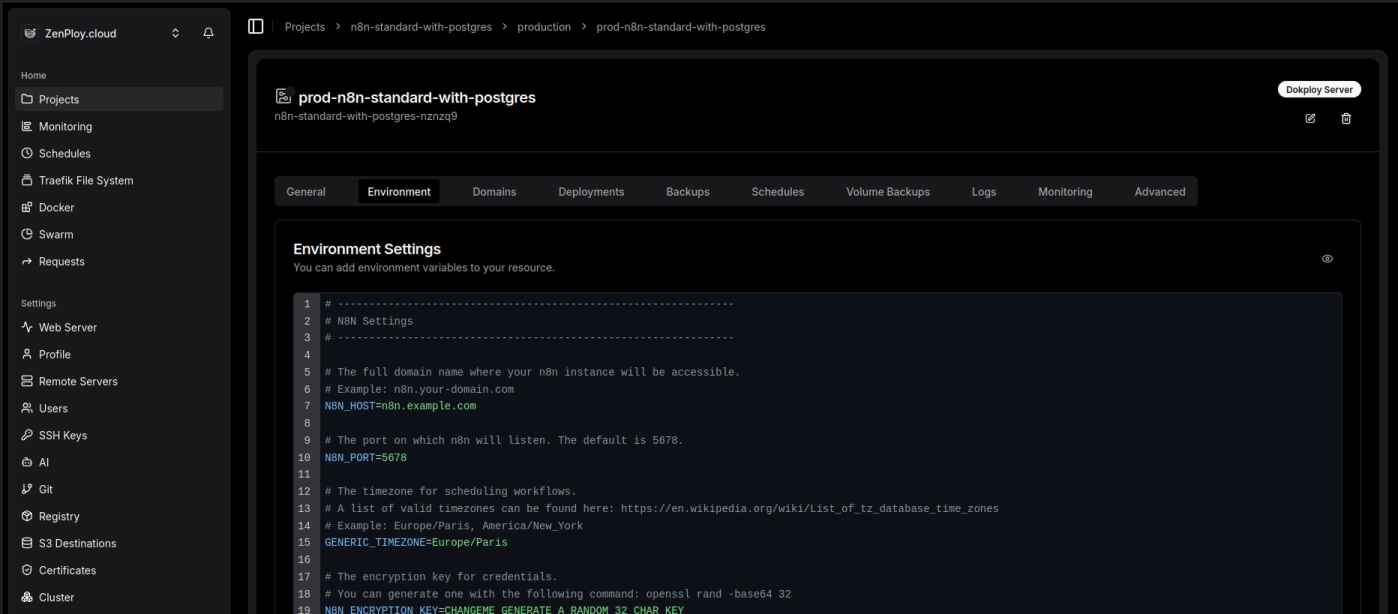 ZenPloy.cloud
Home
Projects
Monitoring
Schedules
Traefik File System
Docker
Swarm
Requests
Settings
Web Server
Profile
Remote Servers
Users
SSH Keys
AI
Git
Registry
S3 Destinations
Certificates
Cluster
Projects > n8n-standard-with-postgres > production > prod-n8n-standard-with-postgres
prod-n8n-standard-with-postgres
n8n-standard-with-postgres-nznzq9
Dokploy Server
General Environment Domains Deployments Backups Schedules Volume Backups Logs Monitoring Advanced
Environment Settings
You can add environment variables to your resource.
1 # ---------------------------------------------------------------
2 # N8N Settings
3 # ---------------------------------------------------------------
4
5 # The full domain name where your n8n instance will be accessible.
6 # Example: n8n.your-domain.com
7 N8N_HOST=n8n.example.com
8
9 # The port on which n8n will listen. The default is 5678.
10 N8N_PORT=5678
11
12 # The timezone for scheduling workflows.
13 # A list of valid timezones can be found here: https://en.wikipedia.org/wiki/List_of_tz_database_time_zones
14 # Example: Europe/Paris, America/New_York
15 GENERIC_TIMEZONE=Europe/Paris
16
17 # The encryption key for credentials.
18 # You can generate one with the following command: openssl rand -base64 32
19 N8N_ENCRYPTION_KEY=CHANGEME_GENERATE_A_RANDOM_32_CHAR_KEY